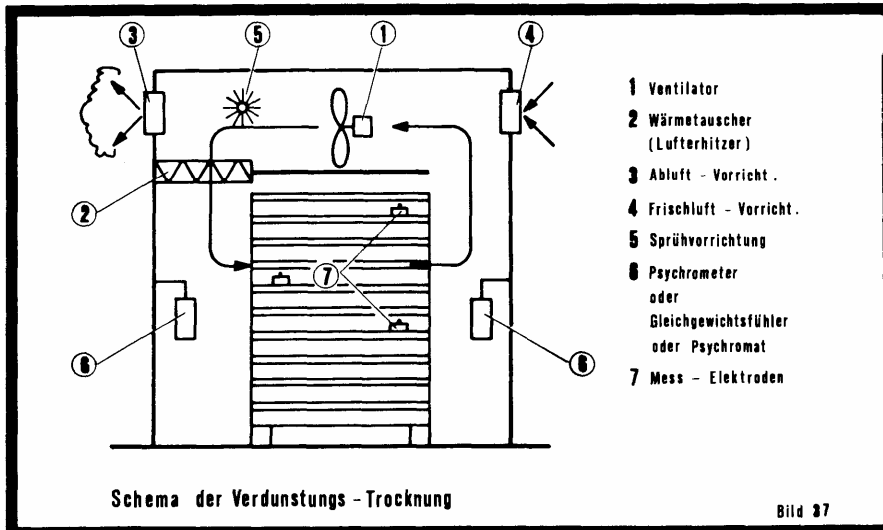 3 5 1 4
1 Ventilator
2 Wärmetauscher
(Lufterhitzer)
3 Abluft - Vorricht.
4 Frischluft - Vorricht.
5 Sprühvorrichtung
6 Psychrometer
oder
Gleichgewichtsfühler
oder Psychromat
7 Mess - Elektroden
2
7
6 6
Schema der Verdunstungs - Trocknung
Bild 37